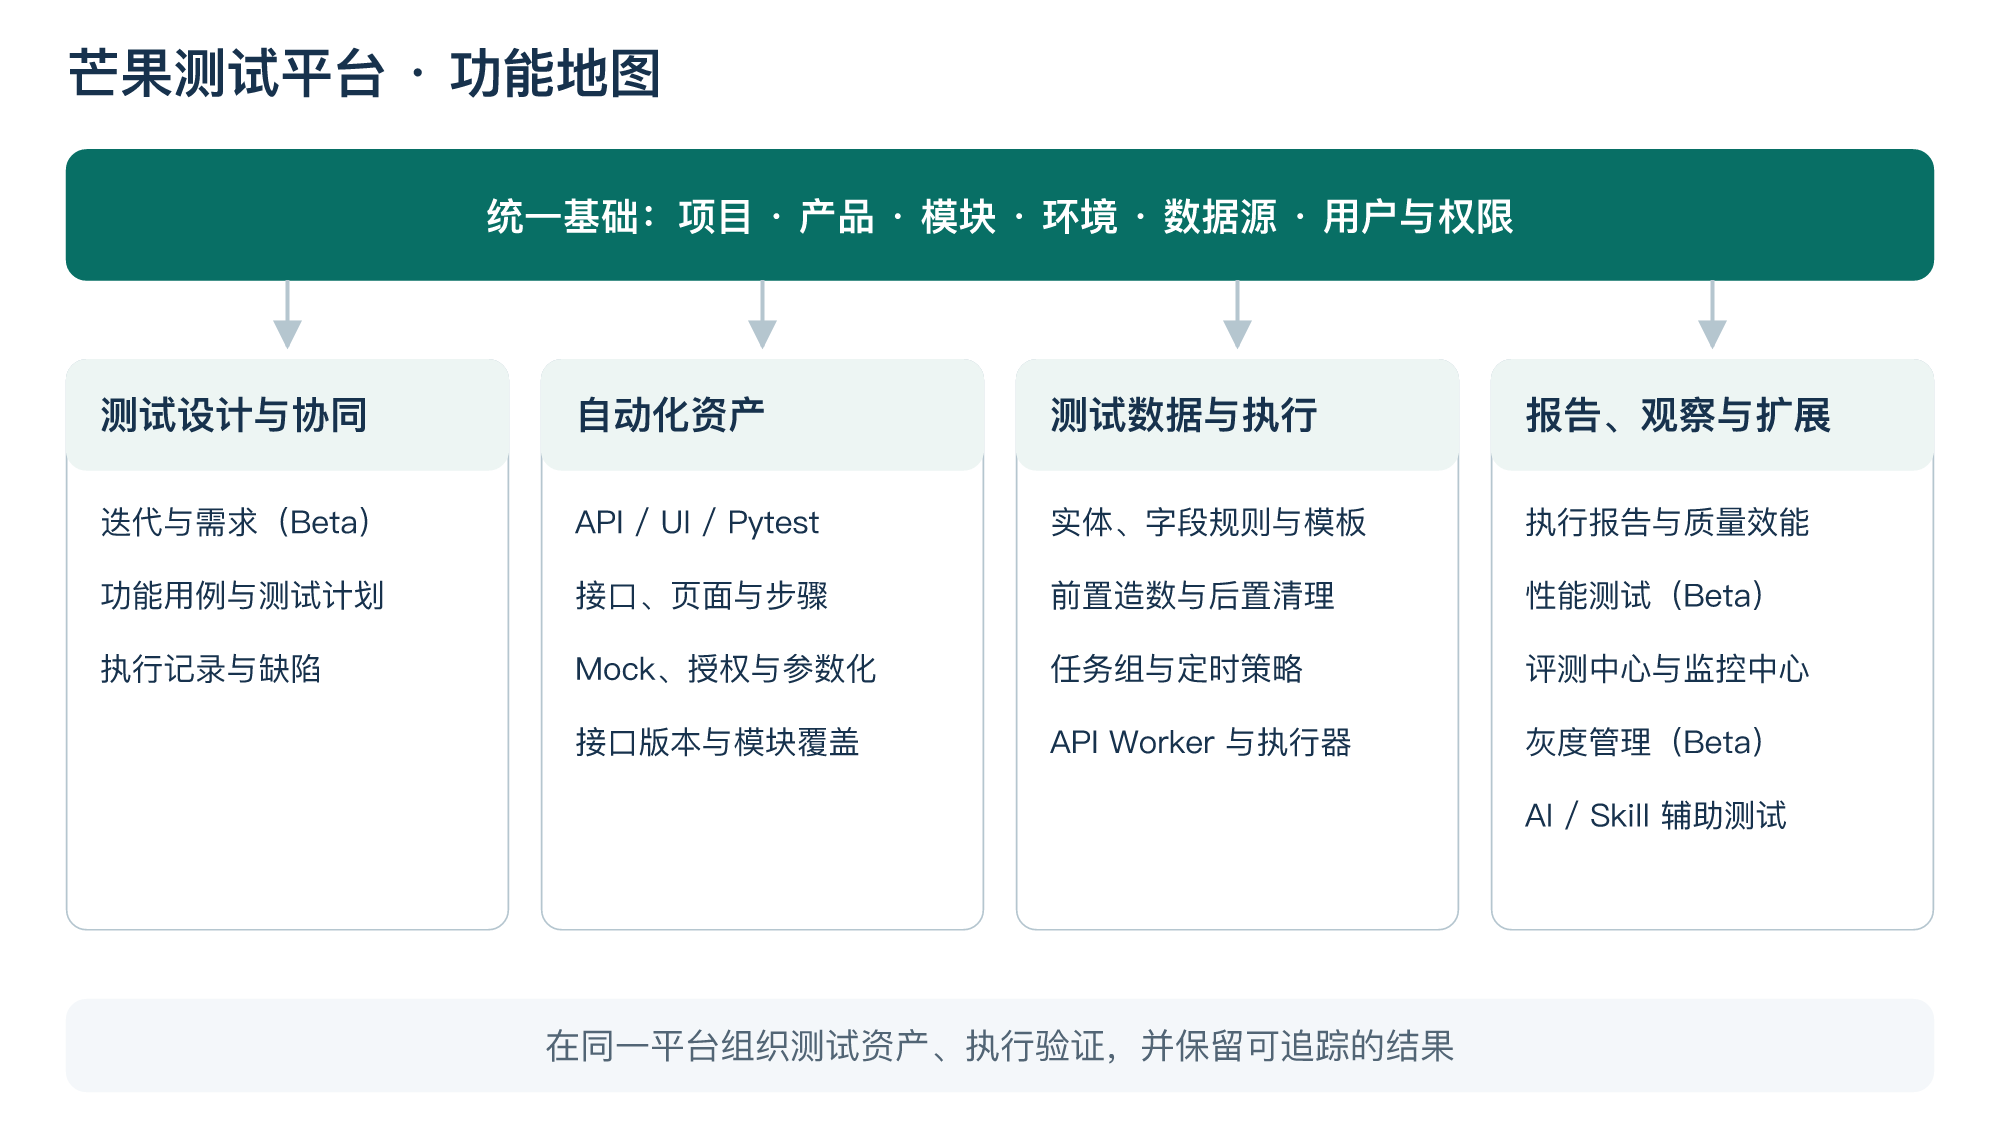 芒果测试平台 · 功能地图
统一基础：项目 · 产品 · 模块 · 环境 · 数据源 · 用户与权限
测试设计与协同
迭代与需求（Beta）
功能用例与测试计划
执行记录与缺陷
自动化资产
API / UI / Pytest
接口、页面与步骤
Mock、授权与参数化
接口版本与模块覆盖
测试数据与执行
实体、字段规则与模板
前置造数与后置清理
任务组与定时策略
API Worker 与执行器
报告、观察与扩展
执行报告与质量效能
性能测试（Beta）
评测中心与监控中心
灰度管理（Beta）
AI / Skill 辅助测试
在同一平台组织测试资产、执行验证，并保留可追踪的结果